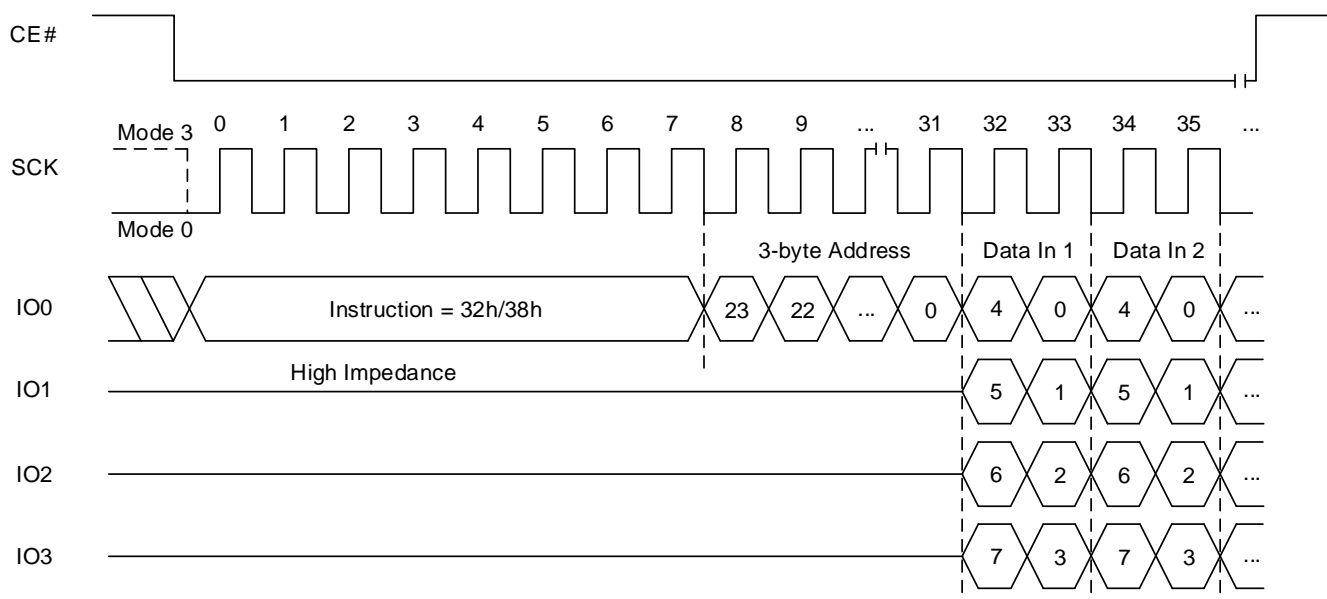 CE#
Mode 3 0 1 2 3 4 5 6 7 8 9 ... 31 32 33 34 35 ...
SCK
Mode 0
3-byte Address Data In 1 Data In 2
IO0 Instruction = 32h/38h 23 22 ... 0 4 0 4 0 ...
High Impedance
IO1 5 1 5 1 ...
IO2 6 2 6 2 ...
IO3 7 3 7 3 ...